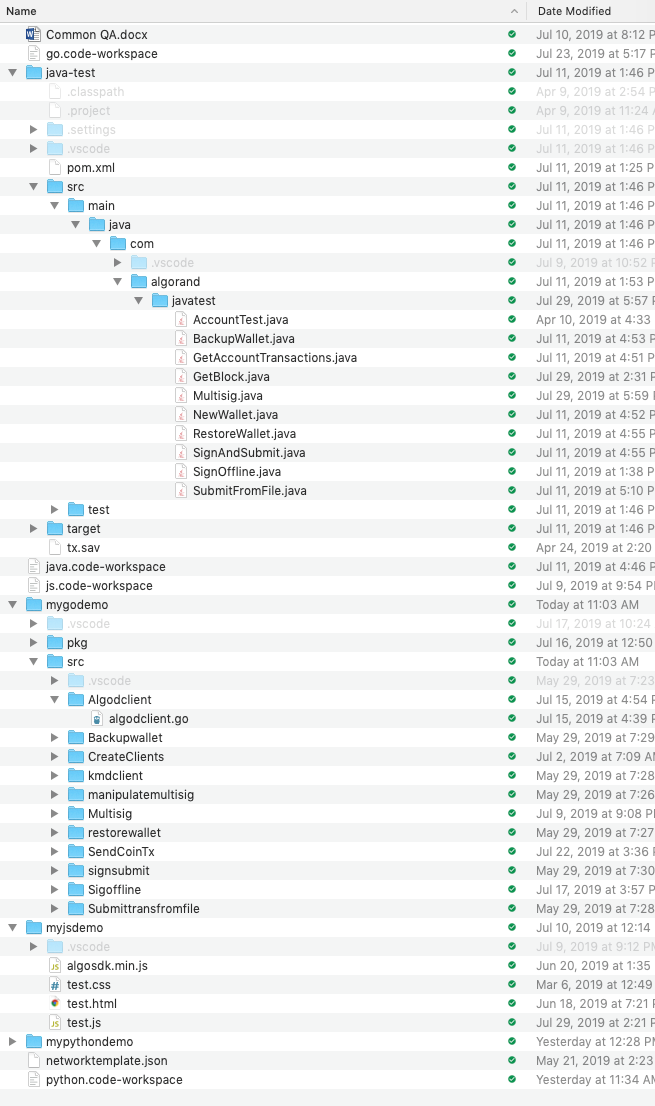 Name Date Modified
Common QA.docx Jul 10, 2019 at 8:12 P
go.code-workspace Jul 23, 2019 at 5:17 P
java-test Jul 11, 2019 at 1:46 P
.classpath Apr 9, 2019 at 2:54 P
.project Apr 9, 2019 at 11:24
.settings Jul 11, 2019 at 1:46 P
.vscode Jul 11, 2019 at 1:46 P
pom.xml Jul 11, 2019 at 1:25 P
src Jul 11, 2019 at 1:46 P
main Jul 11, 2019 at 1:46 P
java Jul 11, 2019 at 1:46 P
com Jul 11, 2019 at 1:46 P
.vscode Jul 9, 2019 at 10:52
algorand Jul 11, 2019 at 1:53 P
javatest Jul 29, 2019 at 5:57
AccountTest.java Apr 10, 2019 at 4:33
BackupWallet.java Jul 11, 2019 at 4:53 P
GetAccountTransactions.java Jul 11, 2019 at 4:51 P
GetBlock.java Jul 29, 2019 at 2:31
Multisig.java Jul 29, 2019 at 5:59
NewWallet.java Jul 11, 2019 at 4:52 P
RestoreWallet.java Jul 11, 2019 at 4:55 P
SignAndSubmit.java Jul 11, 2019 at 4:55 P
SignOffline.java Jul 11, 2019 at 1:38 P
SubmitFromFile.java Jul 11, 2019 at 5:10 P
test Jul 11, 2019 at 1:46 P
target Jul 11, 2019 at 1:46 P
tx.sav Apr 24, 2019 at 2:20
java.code-workspace Jul 11, 2019 at 4:46 P
js.code-workspace Jul 9, 2019 at 9:54 P
mygodemo Today at 11:03 AM
.vscode Jul 17, 2019 at 10:24
pkg Jul 16, 2019 at 12:50
src Today at 11:03 AM
.vscode May 29, 2019 at 7:23
Algodclient Jul 15, 2019 at 4:54 P
algodclient.go Jul 15, 2019 at 4:39 P
Backupwallet May 29, 2019 at 7:29
CreateClients Jul 2, 2019 at 7:09 A
kmdclient May 29, 2019 at 7:28
manipulatemultisig May 29, 2019 at 7:26
Multisig Jul 9, 2019 at 9:08 P
restorewallet May 29, 2019 at 7:27
SendCoinTx Jul 22, 2019 at 3:36
signsubmit May 29, 2019 at 7:30
Sigoffline Jul 17, 2019 at 3:57 P
Submittransfromfile May 29, 2019 at 7:28
myjsdemo Jul 10, 2019 at 12:14
.vscode Jul 9, 2019 at 9:12 P
algosdk.min.js Jun 20, 2019 at 1:35
test.css Mar 6, 2019 at 12:49
test.html Jun 18, 2019 at 7:21
test.js Jul 29, 2019 at 2:21
mypythondemo Yesterday at 12:28 P
networktemplate.json May 21, 2019 at 2:23
python.code-workspace Yesterday at 11:34 A